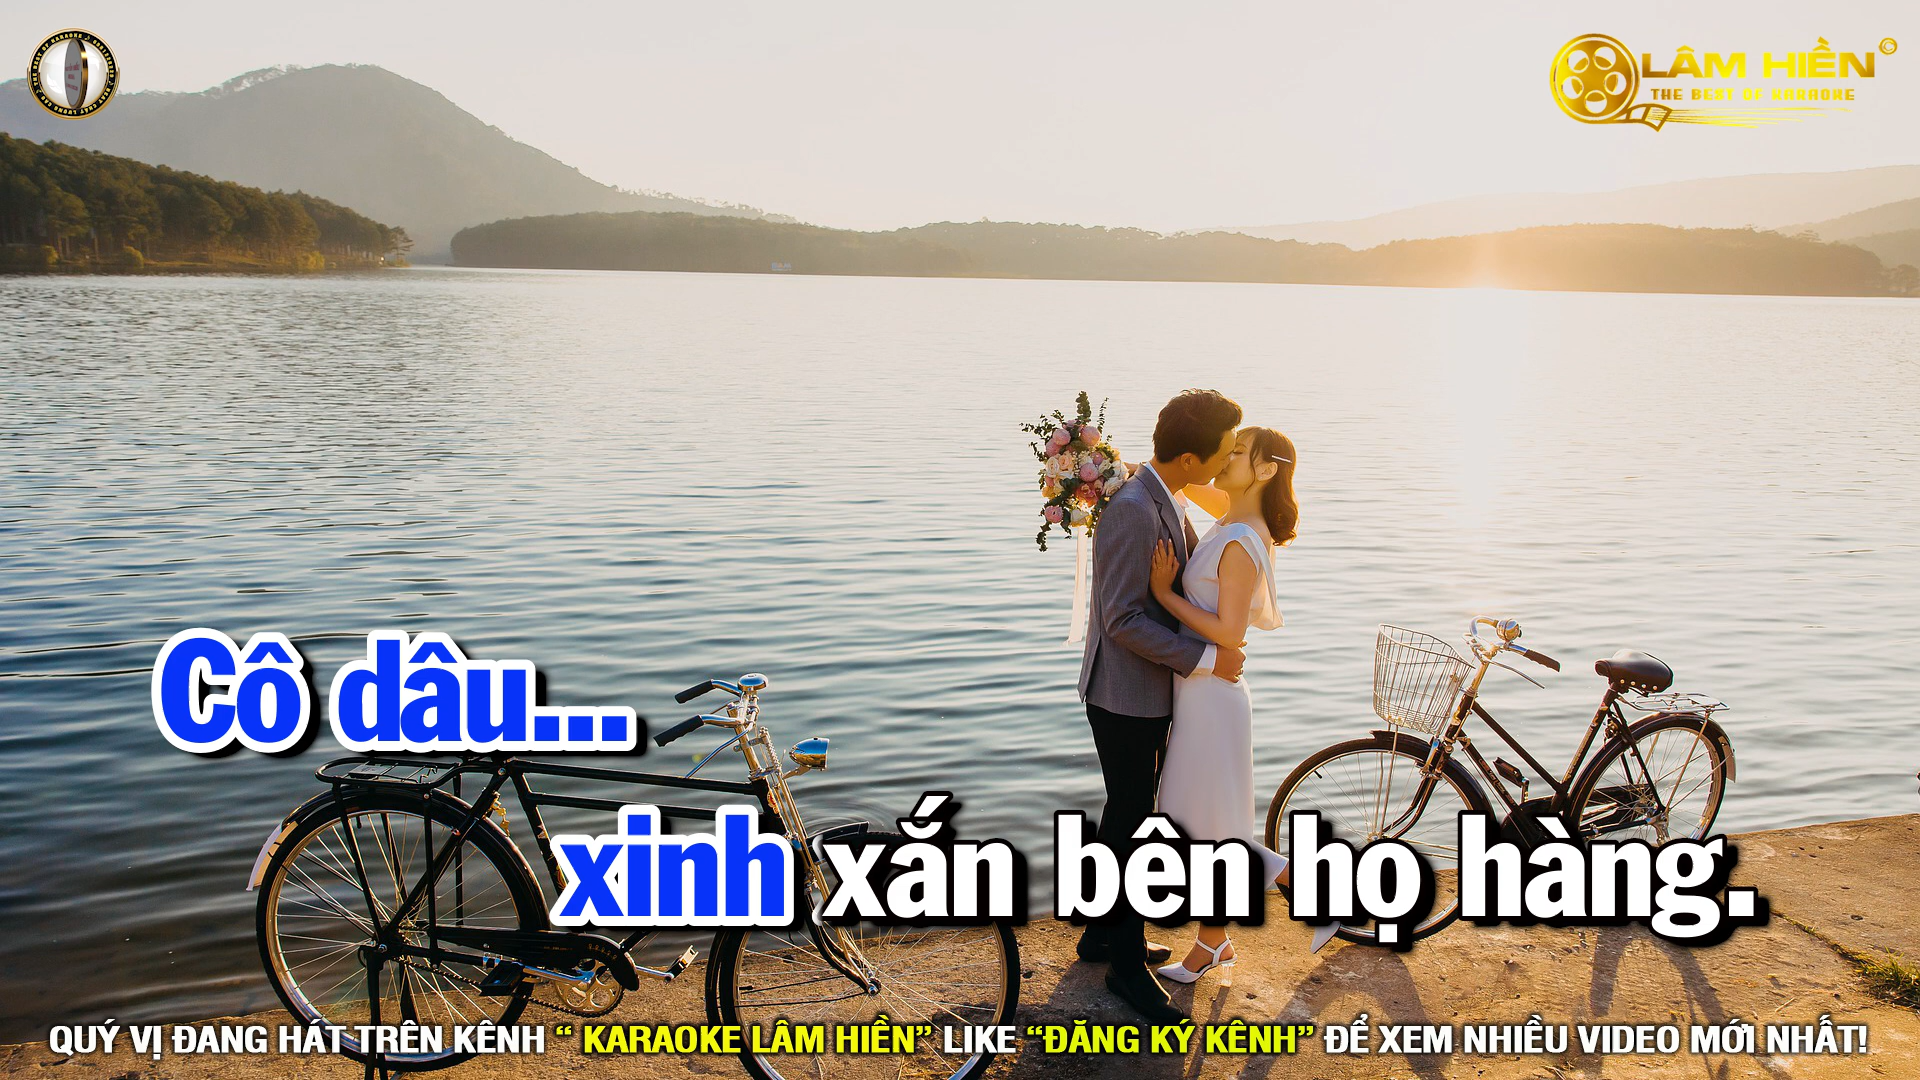 LÂM HIỀN ©
THE BEST OF KARAOKE
Cô dâu...
xinh xắn bên họ hàng.
QUÝ VỊ ĐANG HÁT TRÊN KÊNH “ KARAOKE LÂM HIỀN” LIKE “ĐĂNG KÝ KÊNH” ĐỂ XEM NHIỀU VIDEO MỚI NHẤT!